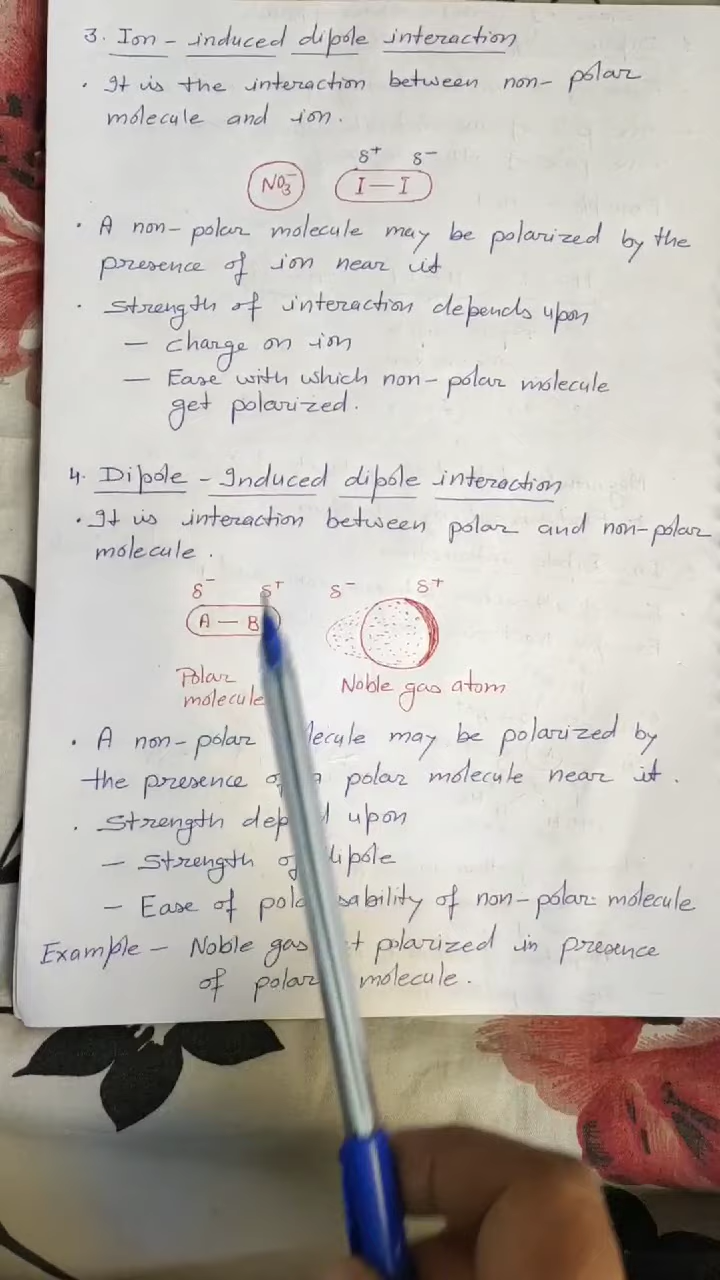 3. Ion - induced dipole interaction
• It is the interaction between non-polar
molecule and ion.
δ+ δ-
NO3- I—I
• A non-polar molecule may be polarized by the
presence of ion near it
• Strength of interaction depends upon
— charge on ion
— Ease with which non-polar molecule
get polarized.
4. Dipole - Induced dipole interaction
• It is interaction between polar and non-polar
molecule.
δ- δ+ δ- δ+
A — B
Polar
molecule
Noble gas atom
• A non-polar lecule may be polarized by
the presence polar molecule near it.
• Strength dep upon
— Strength ipole
— Ease of sability of non-polar molecule
Example — Noble gas polarized in presence
of polar molecule.